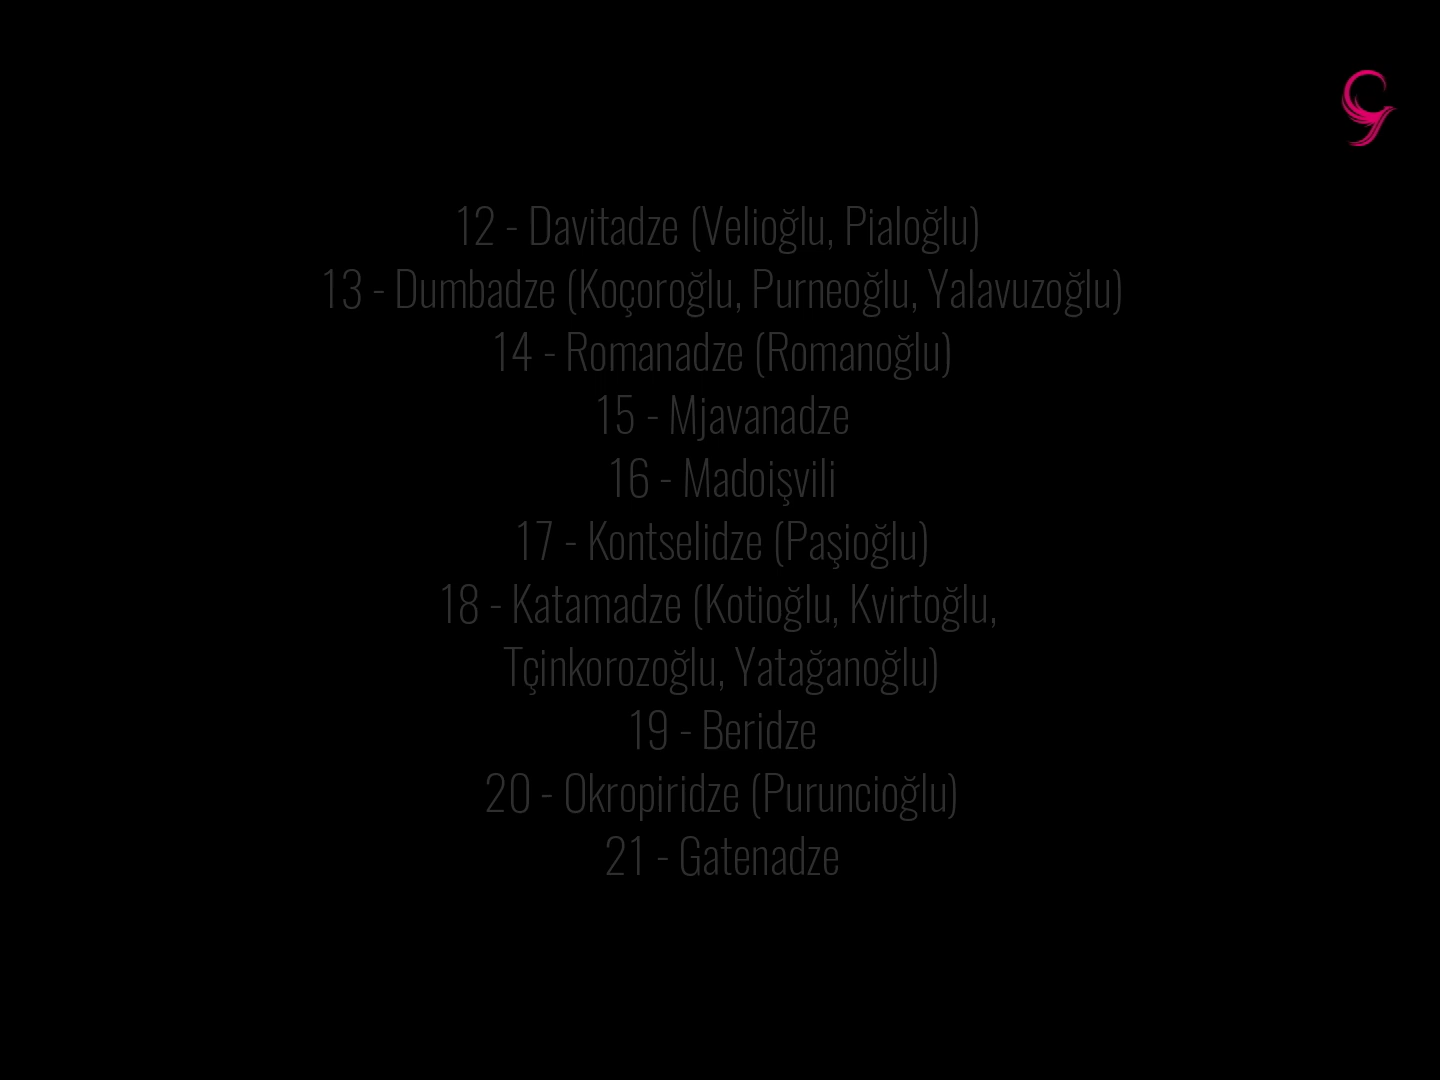 12 - Davitadze (Velioğlu, Pialoğlu)
13 - Dumbadze (Koçoroğlu, Purneoğlu, Yalavuzoğlu)
14 - Romanadze (Romanoğlu)
15 - Mjavanadze
16 - Madoişvili
17 - Kontselidze (Paşioğlu)
18 - Katamadze (Kotioğlu, Kvirtoğlu,
Tçinkorozoğlu, Yatağanoğlu)
19 - Beridze
20 - Okropiridze (Puruncioğlu)
21 - Gatenadze